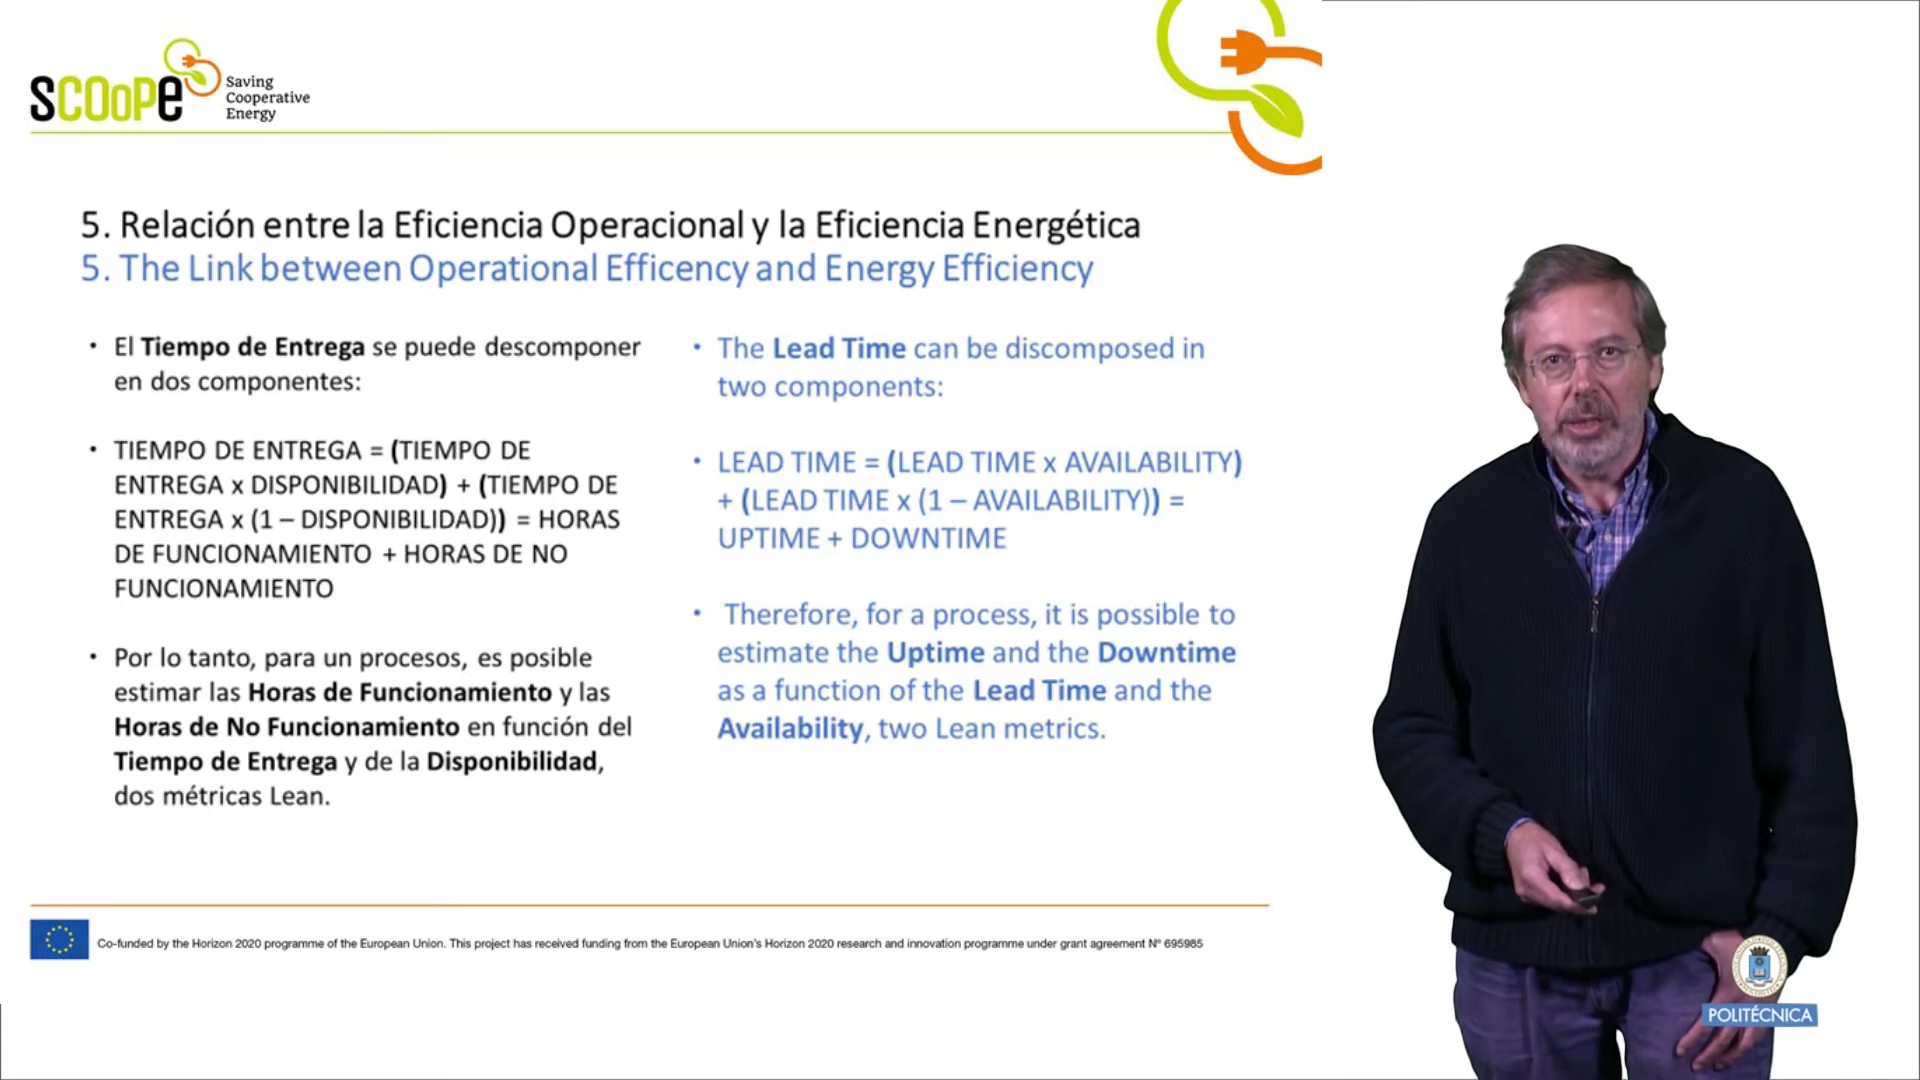 SCOoPE
Saving
Cooperative
Energy
5. Relación entre la Eficiencia Operacional y la Eficiencia Energética
5. The Link between Operational Efficency and Energy Efficiency
• El Tiempo de Entrega se puede descomponer
en dos componentes:
• TIEMPO DE ENTREGA = (TIEMPO DE
ENTREGA x DISPONIBILIDAD) + (TIEMPO DE
ENTREGA x (1 – DISPONIBILIDAD)) = HORAS
DE FUNCIONAMIENTO + HORAS DE NO
FUNCIONAMIENTO
• Por lo tanto, para un procesos, es posible
estimar las Horas de Funcionamiento y las
Horas de No Funcionamiento en función del
Tiempo de Entrega y de la Disponibilidad,
dos métricas Lean.
• The Lead Time can be discomposed in
two components:
• LEAD TIME = (LEAD TIME x AVAILABILITY)
+ (LEAD TIME x (1 – AVAILABILITY)) =
UPTIME + DOWNTIME
• Therefore, for a process, it is possible to
estimate the Uptime and the Downtime
as a function of the Lead Time and the
Availability, two Lean metrics.
Co-funded by the Horizon 2020 programme of the European Union. This project has received funding from the European Union's Horizon 2020 research and innovation programme under grant agreement Nº 695985
POLITÉCNICA